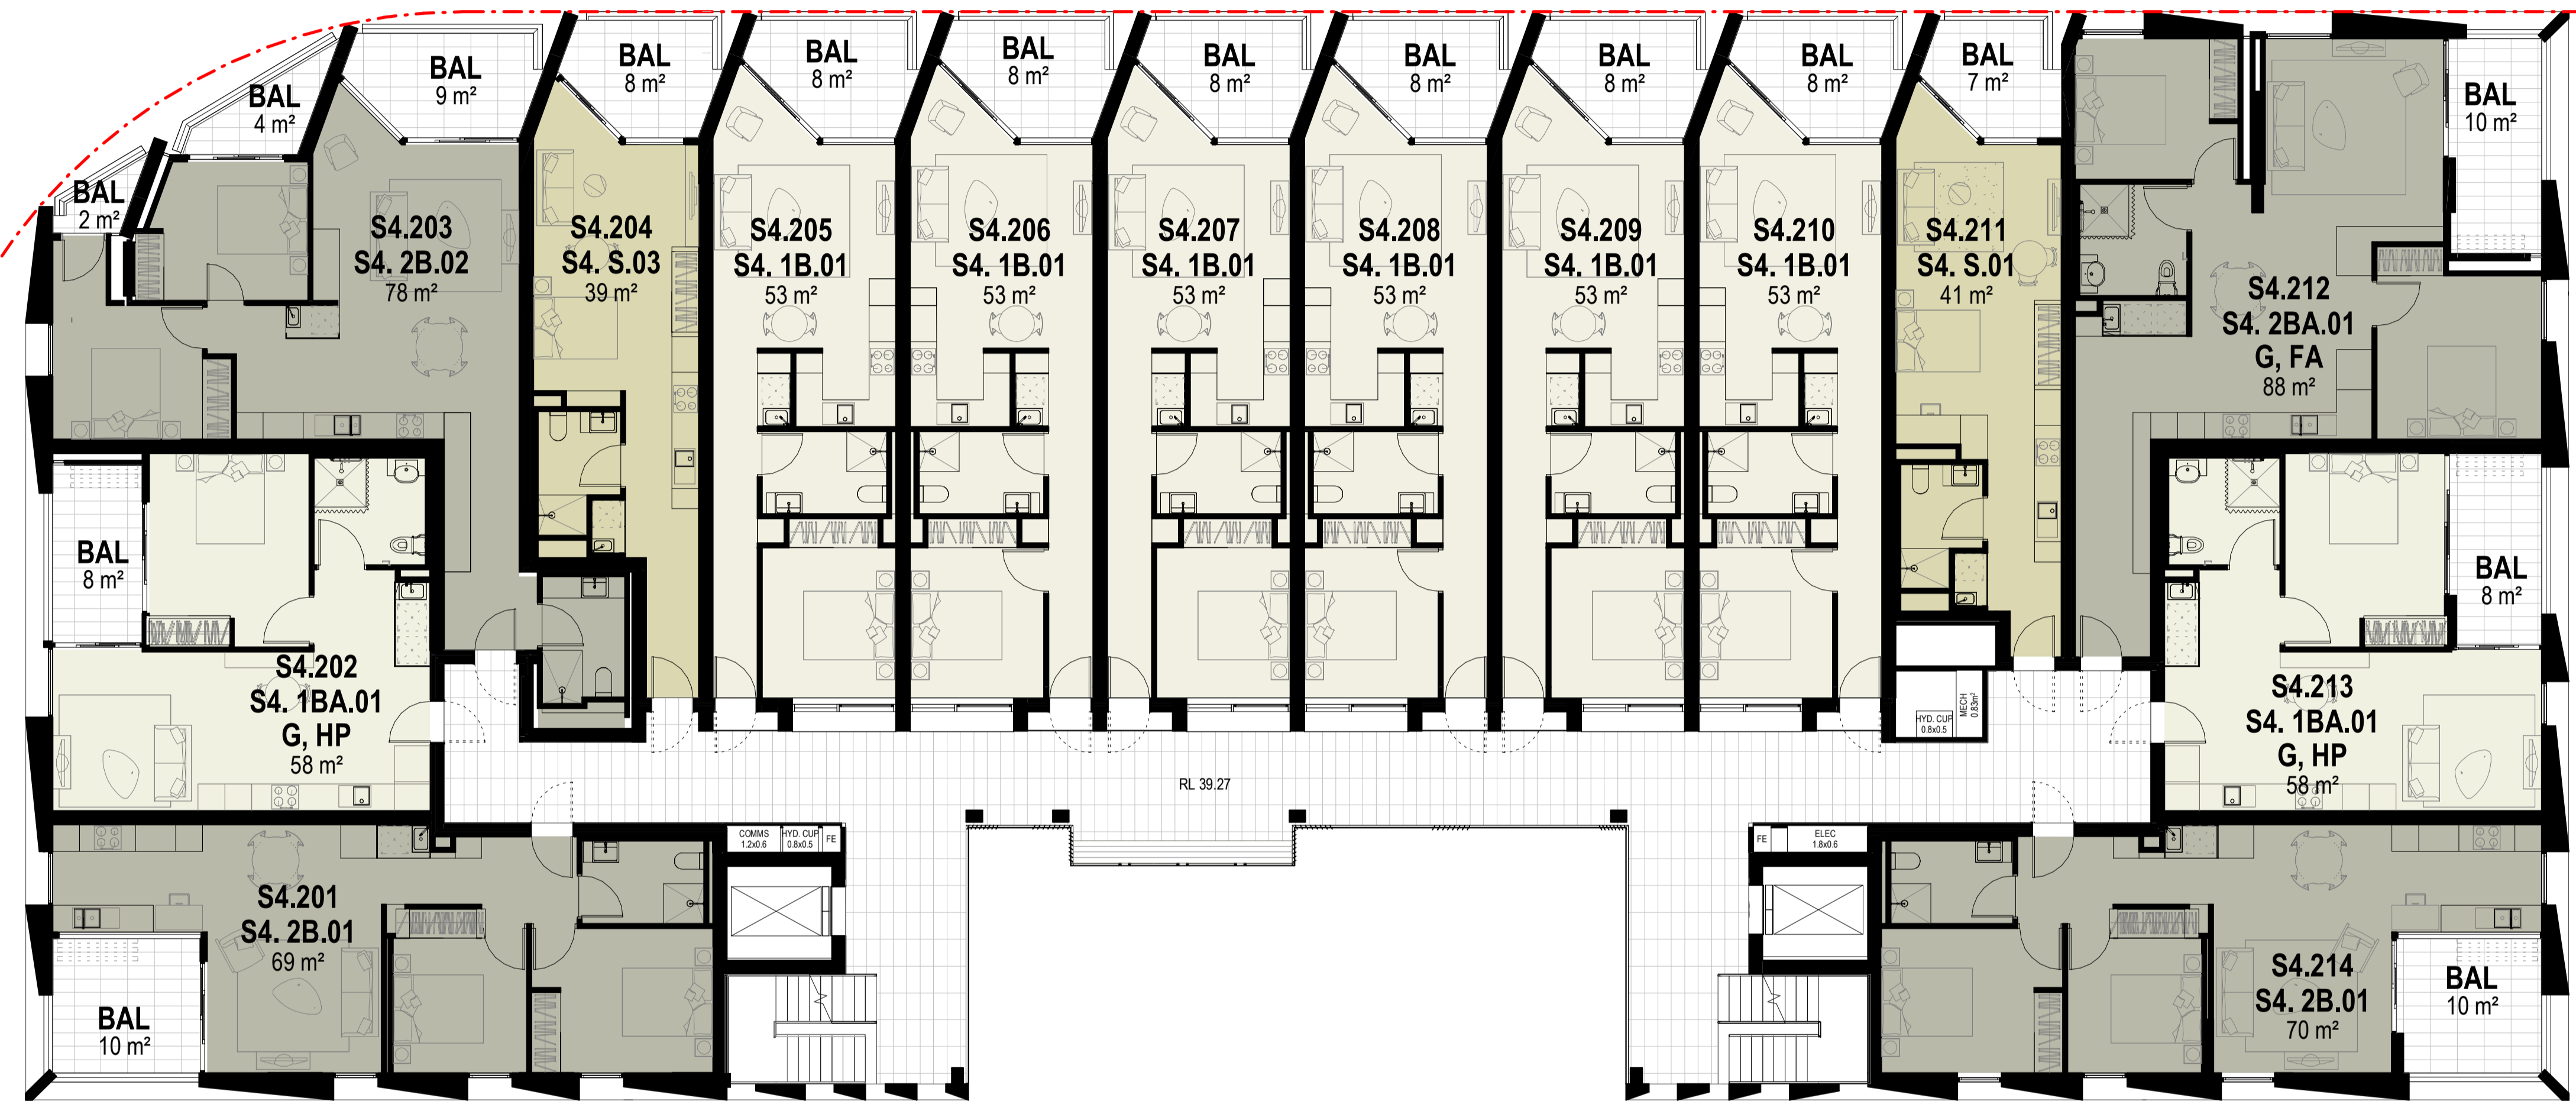 BAL
2 m²
BAL
4 m²
BAL
9 m²
BAL
8 m²
BAL
8 m²
BAL
8 m²
BAL
8 m²
BAL
8 m²
BAL
8 m²
BAL
8 m²
BAL
7 m²
BAL
10 m²
S4.203
S4. 2B.02
78 m²
S4.204
S4. S.03
39 m²
S4.205
S4. 1B.01
53 m²
S4.206
S4. 1B.01
53 m²
S4.207
S4. 1B.01
53 m²
S4.208
S4. 1B.01
53 m²
S4.209
S4. 1B.01
53 m²
S4.210
S4. 1B.01
53 m²
S4.211
S4. S.01
41 m²
S4.212
S4. 2BA.01
G, FA
88 m²
BAL
8 m²
S4.202
S4. 1BA.01
G, HP
58 m²
BAL
8 m²
S4.213
S4. 1BA.01
G, HP
58 m²
HYD. CUP
0.8x0.5
MECH
0.83m²
RL 39.27
COMMS
1.2x0.6
HYD. CUP
0.8x0.5
FE
FE
ELEC
1.8x0.6
S4.201
S4. 2B.01
69 m²
BAL
10 m²
S4.214
S4. 2B.01
70 m²
BAL
10 m²